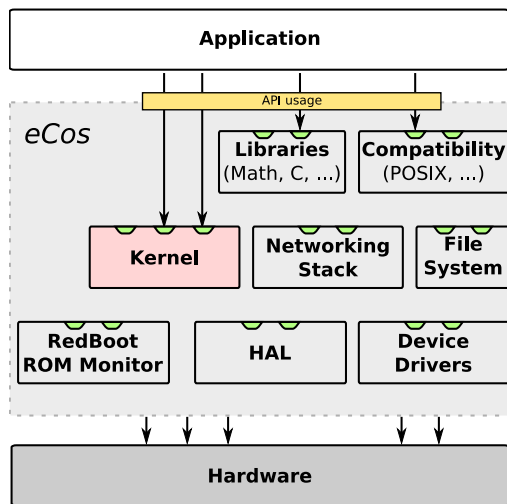 Application
API usage
eCos
Libraries
(Math, C, ...)
Compatibility
(POSIX, ...)
Kernel
Networking
Stack
File
System
RedBoot
ROM Monitor
HAL
Device
Drivers
Hardware